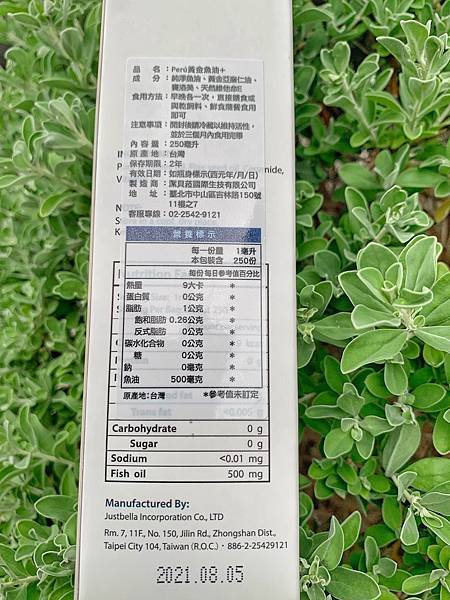 品　名：Perú黃金魚油+
成　分：純淨魚油、黃金亞麻仁油、
賽洛美、天然維他命E
食用方法：早晚各一次，直接餵食或
與乾飼料、鮮食隨餐食用
即可
注意事項：開封後請冷藏以維持活性，
並於三個月內食用完畢
內容量：250毫升
原產地：台灣
保存期限：2年
有效日期：如瓶身標示(西元年/月/日)
製造商：潔貝菈國際生技有限公司
地　址：臺北市中山區吉林路150號
11樓之7
客服專線：02-2542-9121
營養標示
每一份量 1毫升
本包裝含 250份
每份 每日參考值百分比
熱量 9大卡 *
蛋白質 0公克 *
脂肪 1公克 *
飽和脂肪 0.26公克 *
反式脂肪 0公克 *
碳水化合物 0公克 *
糖 0公克 *
鈉 0毫克 *
魚油 500毫克 *
原產地:台灣 *參考值未訂定
Trans fat <0.005 g
Carbohydrate 0 g
Sugar 0 g
Sodium <0.01 mg
Fish oil 500 mg
Manufactured By:
Justbella Incorporation Co., LTD
Rm. 7, 11F., No. 150, Jilin Rd., Zhongshan Dist.,
Taipei City 104, Taiwan (R.O.C.)・886-2-25429121
2021.08.05